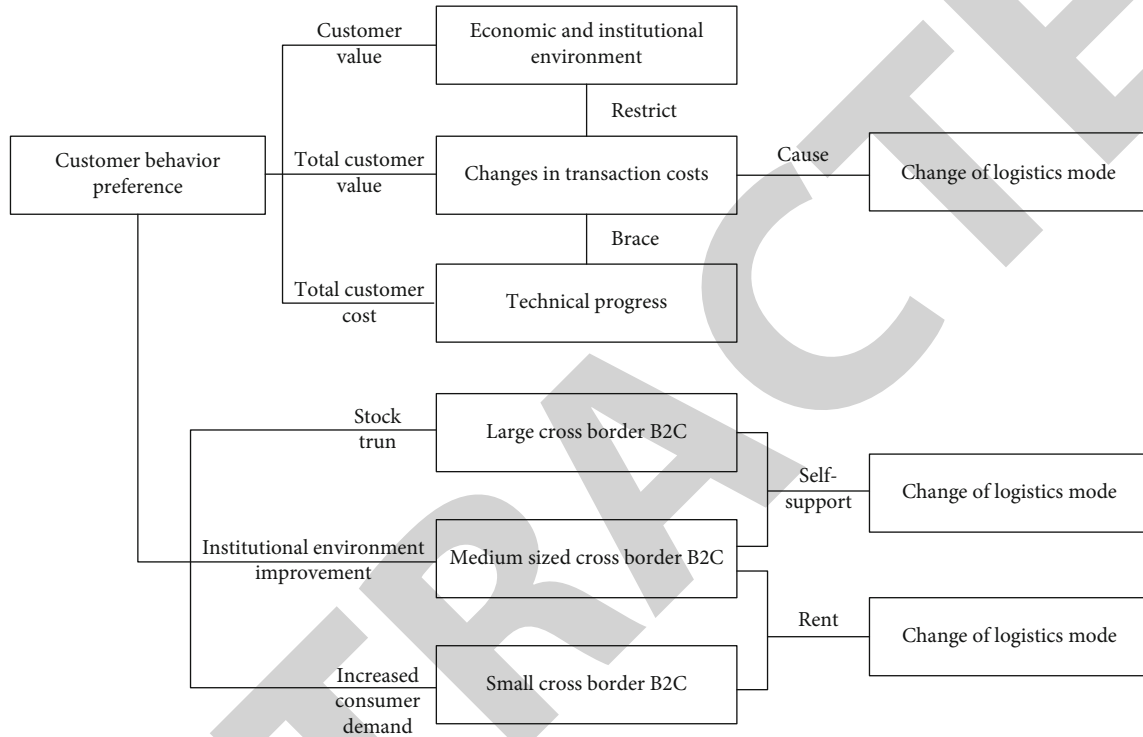 Customer
value
Economic and institutional
environment
Restrict
Customer behavior
preference
Total customer
value
Changes in transaction costs
Cause
Change of logistics mode
Brace
Total customer
cost
Technical progress
Stock
trun
Large cross border B2C
Self-
support
Change of logistics mode
Institutional environment
improvement
Medium sized cross border B2C
Rent
Change of logistics mode
Increased
consumer
demand
Small cross border B2C
TRACTE